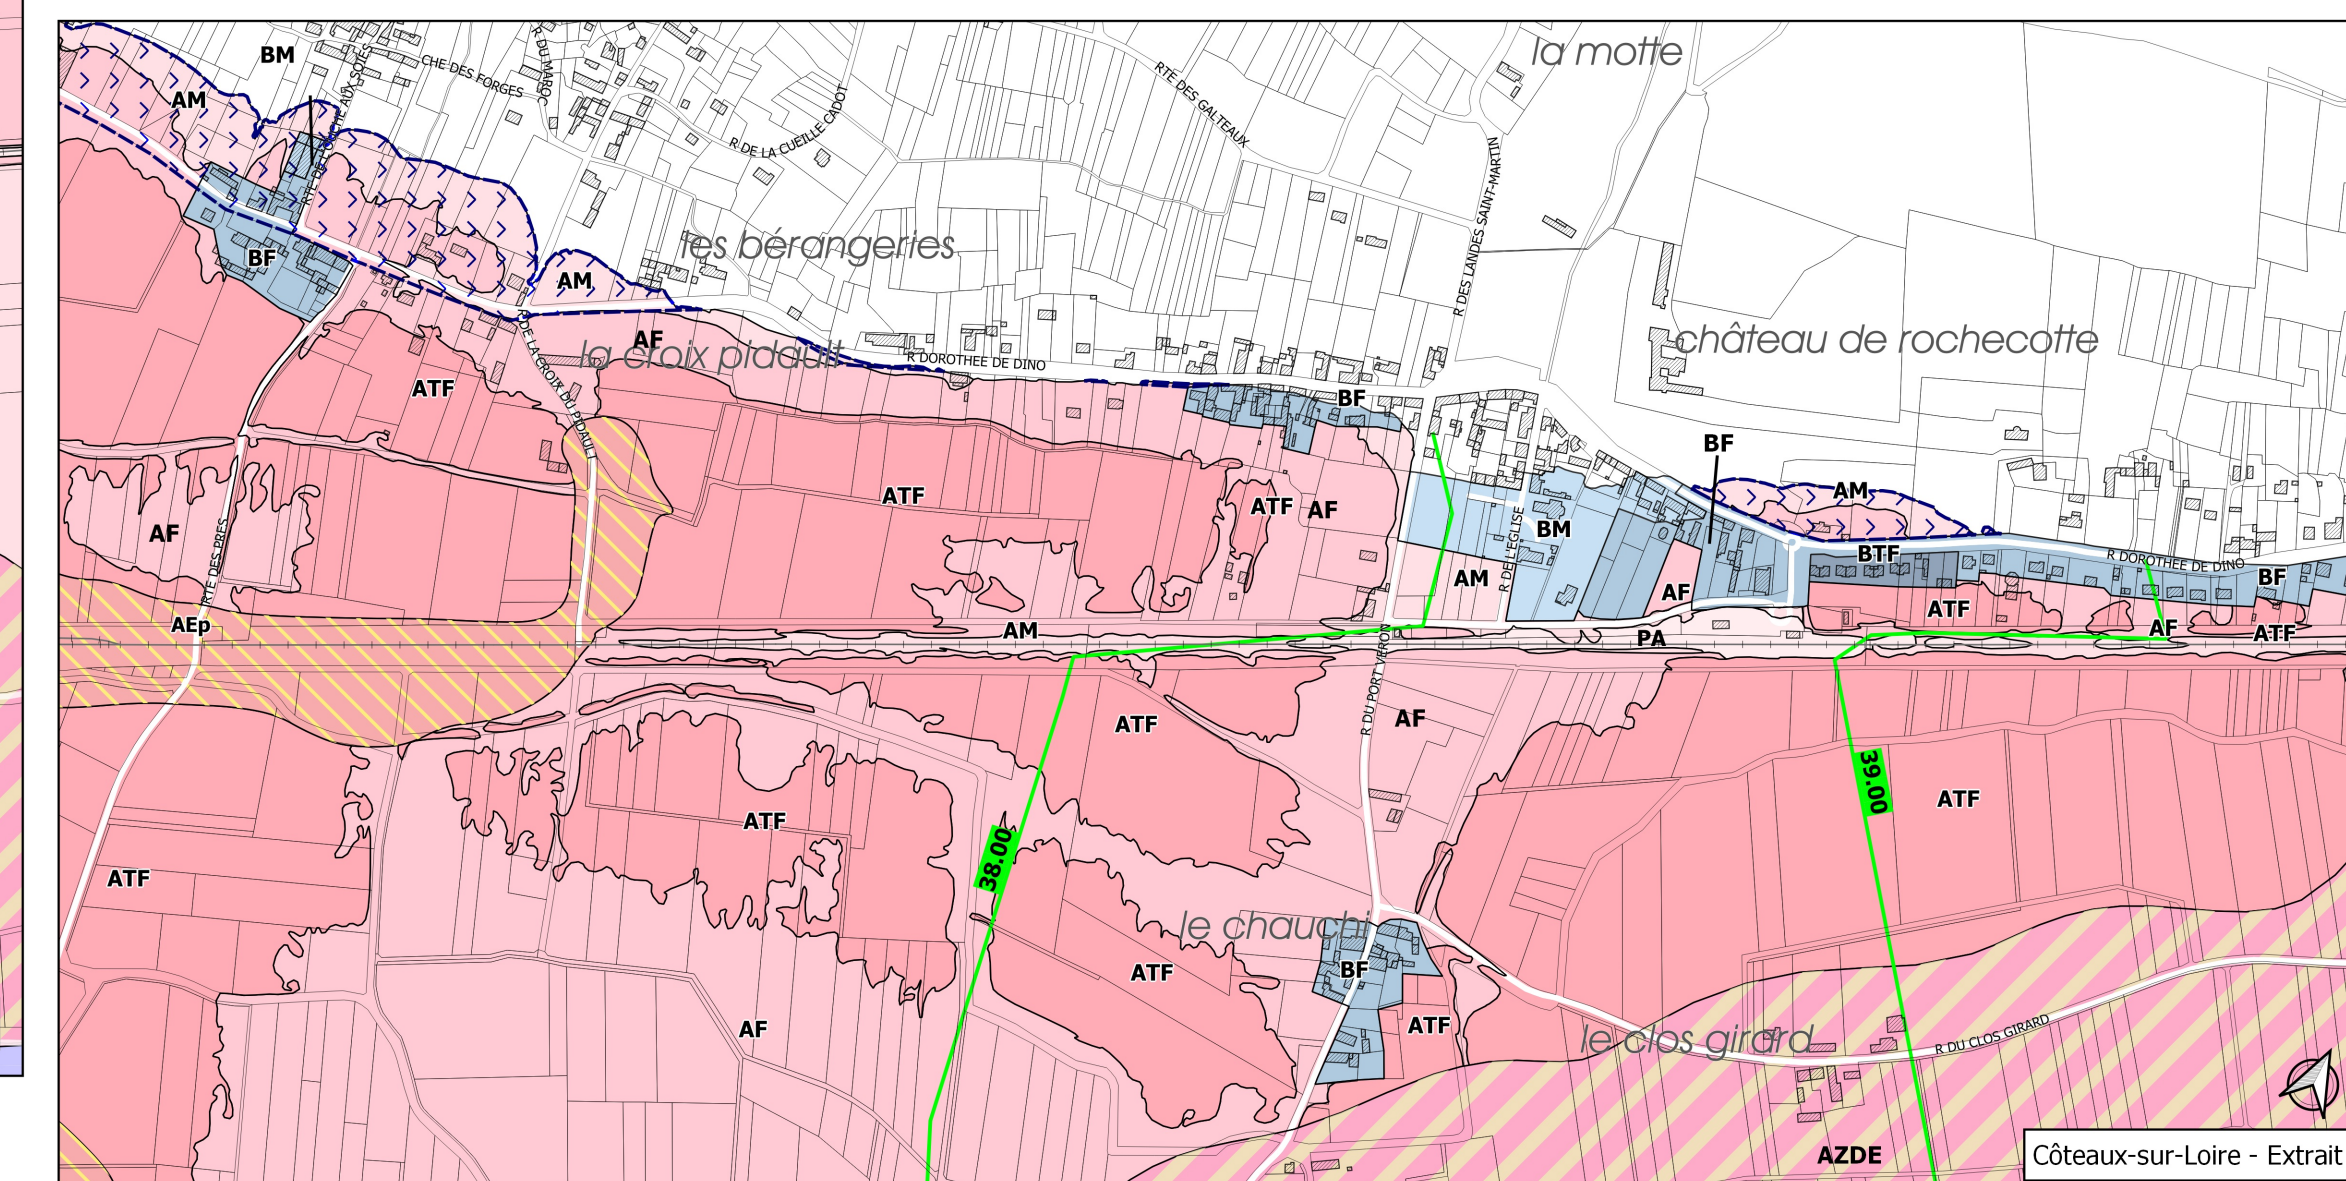 la motte
BM
R DU MAROC
CHE DES FORGES
AM
RTE DES GALTEAUX
R DE LA CUEILLE CADOT
R DES LANDES SAINT-MARTIN
les bérangeries
BF
AM
AF
la croix pidault
château de rochecotte
R DOROTHEE DE DINO
ATF
BF
R DE LA CROIX DU PIDAULT
BF
ATF
ATF
AF
AM
BM
AF
RTE DES PRES
R DE L'EGLISE
BTF
R DOROTHEE DE DINO
BF
AM
AF
ATF
AEp
AM
PA
AF
ATF
R DU PORT VERON
ATF
AF
39.00
ATF
ATF
38.00
ATF
le chauchi
BF
ATF
AF
ATF
le clos girard
R DU CLOS GIRARD
AZDE
Côteaux-sur-Loire - Extrait